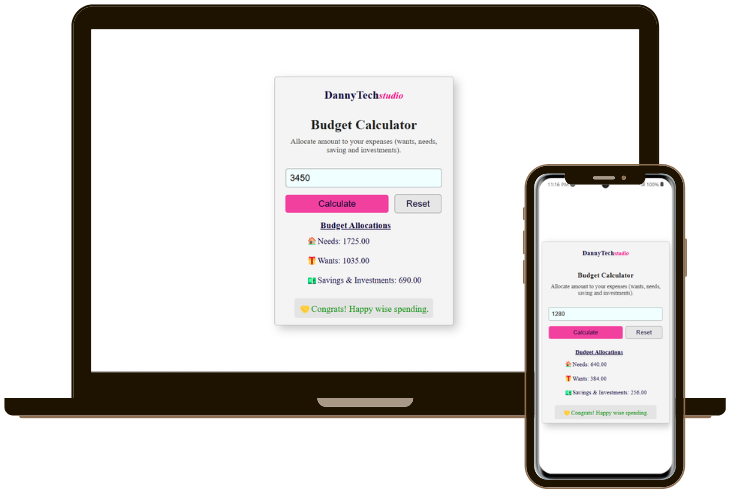 DannyTechstudio
Budget Calculator
Allocate amount to your expenses (wants, needs,
saving and investments).
3450
Calculate Reset
Budget Allocations
Needs: 1725.00
Wants: 1035.00
Savings & Investments: 690.00
Congrats! Happy wise spending.
11:16 PM 100%
DannyTechstudio
Budget Calculator
Allocate amount to your expenses (wants, needs,
saving and investments).
1280
Calculate Reset
Budget Allocations
Needs: 640.00
Wants: 384.00
Savings & Investments: 256.00
Congrats! Happy wise spending.